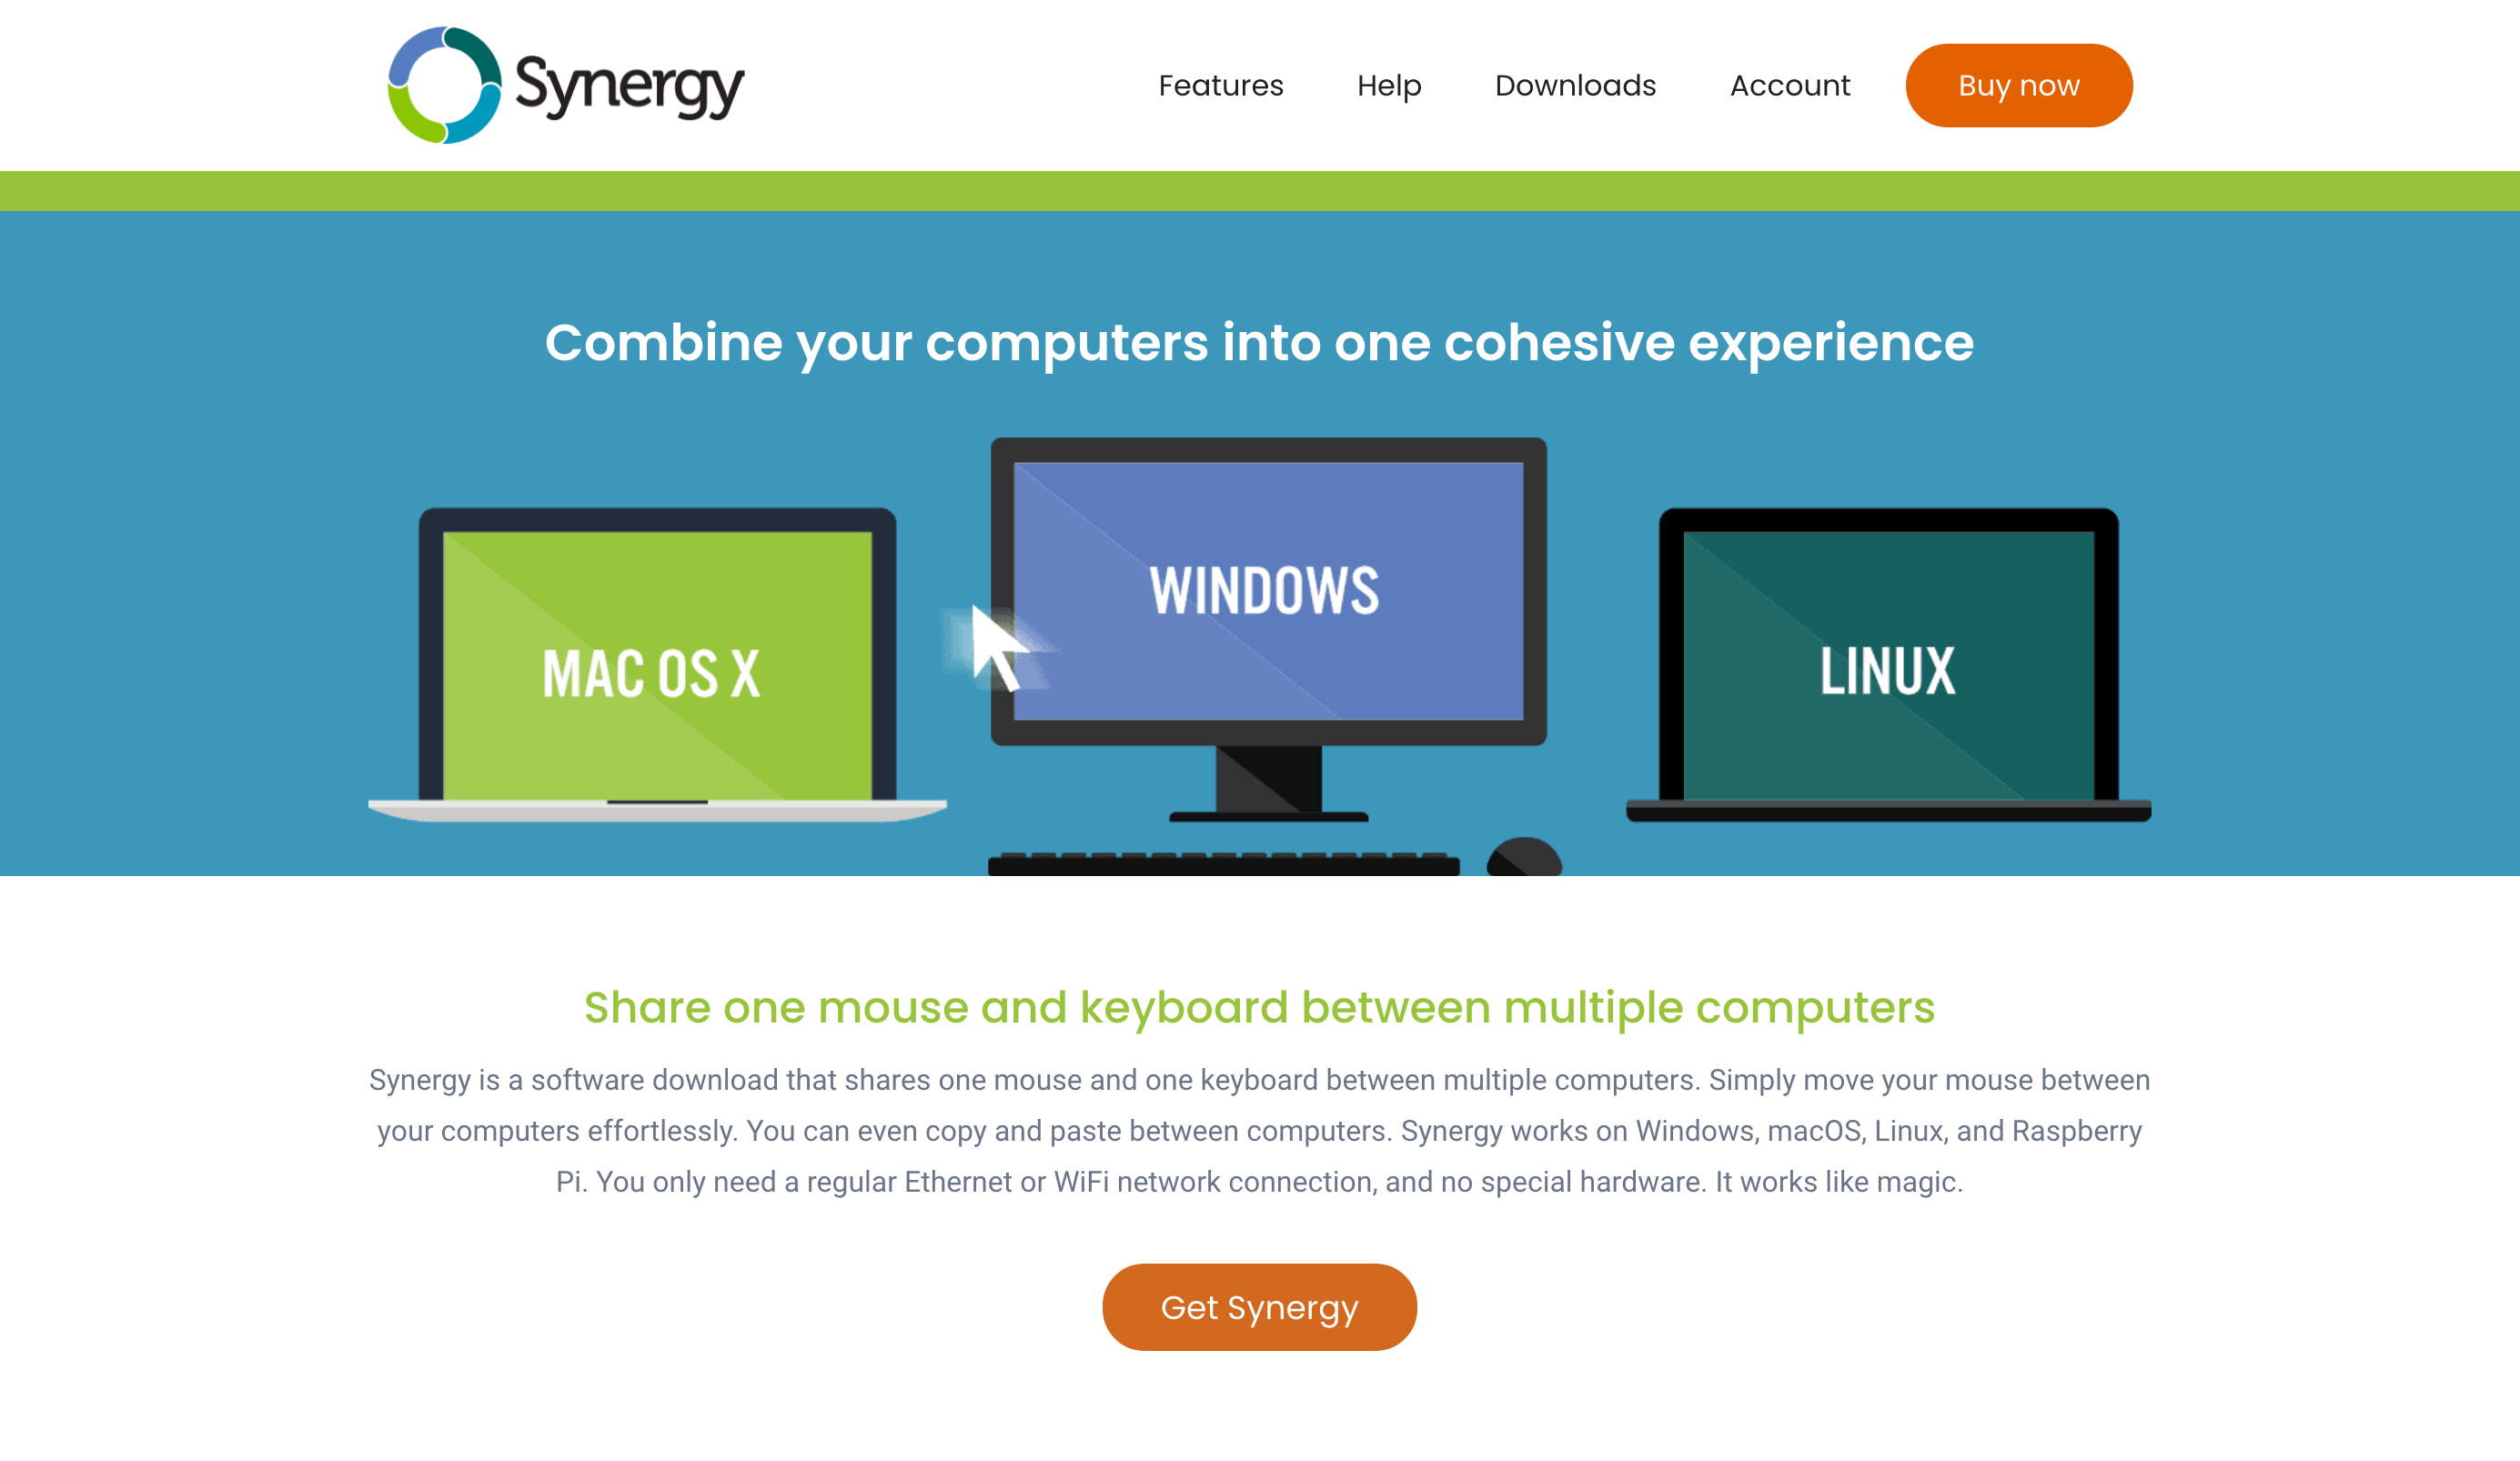 Synergy
Features
Help
Downloads
Account
Buy now
Combine your computers into one cohesive experience
MAC OS X
WINDOWS
LINUX
Share one mouse and keyboard between multiple computers
Synergy is a software download that shares one mouse and one keyboard between multiple computers. Simply move your mouse between
your computers effortlessly. You can even copy and paste between computers. Synergy works on Windows, macOS, Linux, and Raspberry
Pi. You only need a regular Ethernet or WiFi network connection, and no special hardware. It works like magic.
Get Synergy